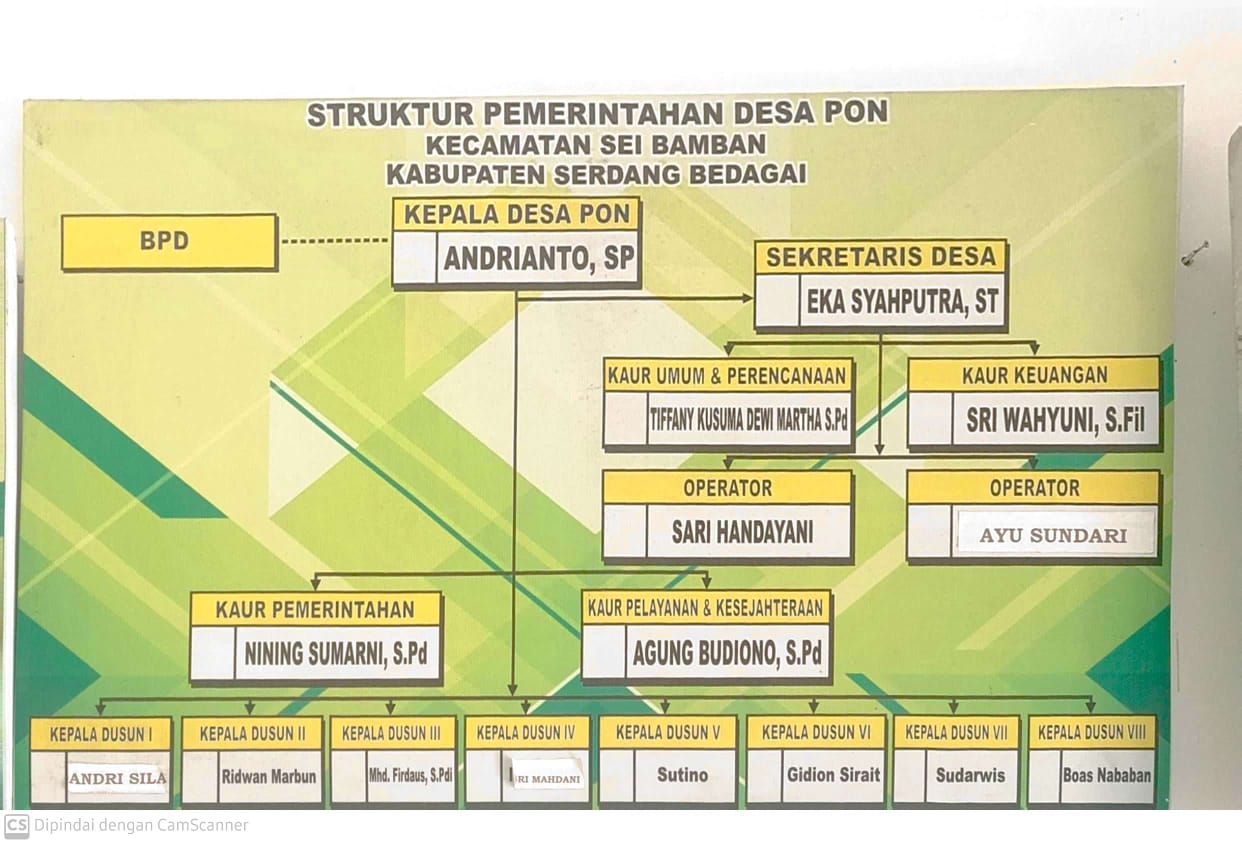 STRUKTUR PEMERINTAHAN DESA PON
KECAMATAN SEI BAMBAN
KABUPATEN SERDANG BEDAGAI
KEPALA DESA PON
ANDRIANTO, SP
BPD
SEKRETARIS DESA
EKA SYAHPUTRA, ST
KAUR UMUM & PERENCANAAN
TIFFANY KUSUMA DEWI MARTHA S.Pd
KAUR KEUANGAN
SRI WAHYUNI, S.Fil
OPERATOR
SARI HANDAYANI
OPERATOR
AYU SUNDARI
KAUR PEMERINTAHAN
NINING SUMARNI, S.Pd
KAUR PELAYANAN & KESEJAHTERAAN
AGUNG BUDIONO, S.Pd
KEPALA DUSUN I
ANDRI SILA
KEPALA DUSUN II
Ridwan Marbun
KEPALA DUSUN III
Mhd. Firdaus, S.Pdi
KEPALA DUSUN IV
MAHDANI
KEPALA DUSUN V
Sutino
KEPALA DUSUN VI
Gidion Sirait
KEPALA DUSUN VII
Sudarwis
KEPALA DUSUN VIII
Boas Nababan
CS Dipindai dengan CamScanner